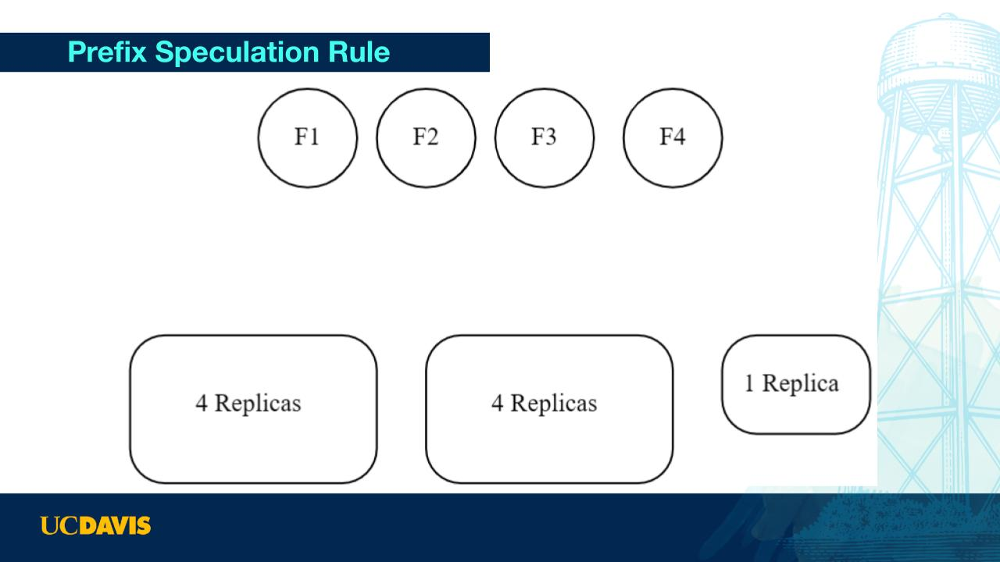 Prefix Speculation Rule
F1 F2 F3 F4
4 Replicas 4 Replicas 1 Replica
UCDAVIS